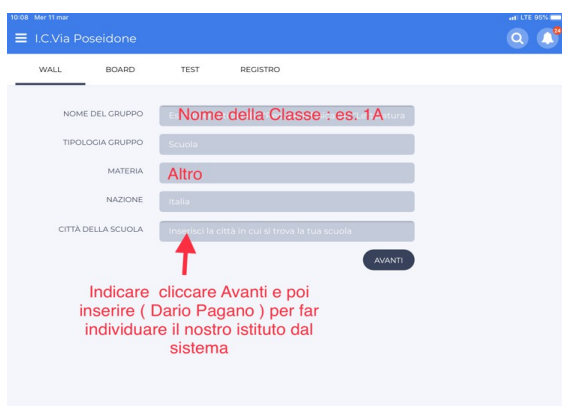 10:08 Mer 11 mar LTE 95%
I.C.Via Poseidone 14
WALL BOARD TEST REGISTRO
NOME DEL GRUPPO Es Nome della Classe : es. 1A atura
TIPOLOGIA GRUPPO Scuola
MATERIA Altro
NAZIONE Italia
CITTÀ DELLA SCUOLA Inserisci la città in cui si trova la tua scuola
AVANTI
Indicare cliccare Avanti e poi
inserire ( Dario Pagano ) per far
individuare il nostro istituto dal
sistema